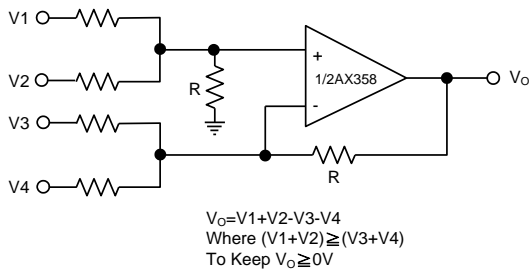 V1
V2
V3
V4
R
+
1/2AX358
-
R
VO
VO=V1+V2-V3-V4
Where (V1+V2)≧(V3+V4)
To Keep VO≧0V